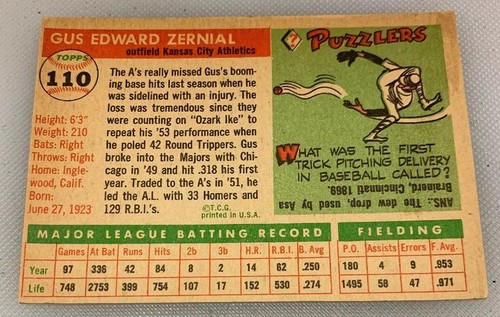 GUS EDWARD ZERNIAL
outfield Kansas City Athletics
TOPPS
110
Height: 6'3"
Weight: 210
Bats: Right
Throws: Right
Home: Ingle-
wood, Calif.
Born:
June 27, 1923
The A's really missed Gus's boom-
ing base hits last season when he
was sidelined with an injury. The
loss was tremendous since they
were counting on "Ozark Ike" to
repeat his '53 performance when
he poled 42 Round Trippers. Gus
broke into the Majors with Chi-
cago in '49 and hit .318 his first
year. Traded to the A's in '51, he
led the A.L. with 33 Homers and
129 R.B.I.'s.
©T.C.G.
printed in U.S.A.
?
PUZZLERS
WHAT WAS THE FIRST
TRICK PITCHING DELIVERY
IN BASEBALL CALLED?
ANS.: The dew drop, used by Asa
Brainerd, Cincinnati 1869.
MAJOR LEAGUE BATTING RECORD
FIELDING
Games At Bat Runs Hits 2b 3b H.R. R.B.I. B. Avg P.O. Assists Errors F. Avg.
Year 97 336 42 84 8 2 14 62 .250 180 4 9 .953
Life 748 2753 399 754 107 17 152 530 .274 1495 58 47 .971